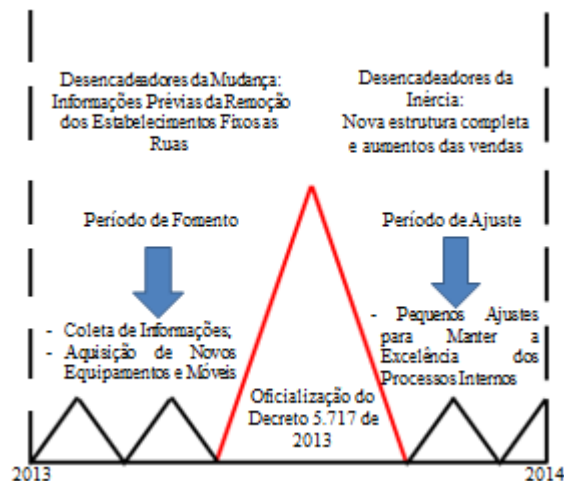 Desencadeadores da Mudança:
Informações Prévias da Remoção
dos Estabelecimentos Fixos as
Ruas
Desencadeadores da
Inércia:
Nova estrutura completa
e aumentos das vendas
Período de Fomento
Período de Ajuste
- Coleta de Informações;
- Aquisição de Novos
Equipamentos e Móveis
- Pequenos Ajustes
para Manter a
Excelência dos
Processos Internos
Oficialização do
Decreto 5.717 de
2013
2013
2014